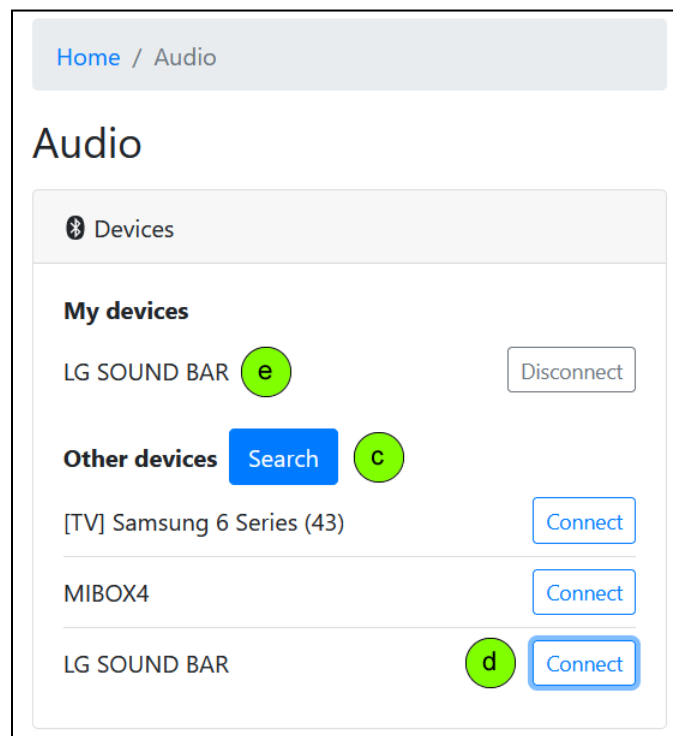 Home / Audio
Audio
Devices
My devices
LG SOUND BAR e Disconnect
Other devices Search c
[TV] Samsung 6 Series (43) Connect
MIBOX4 Connect
LG SOUND BAR d Connect